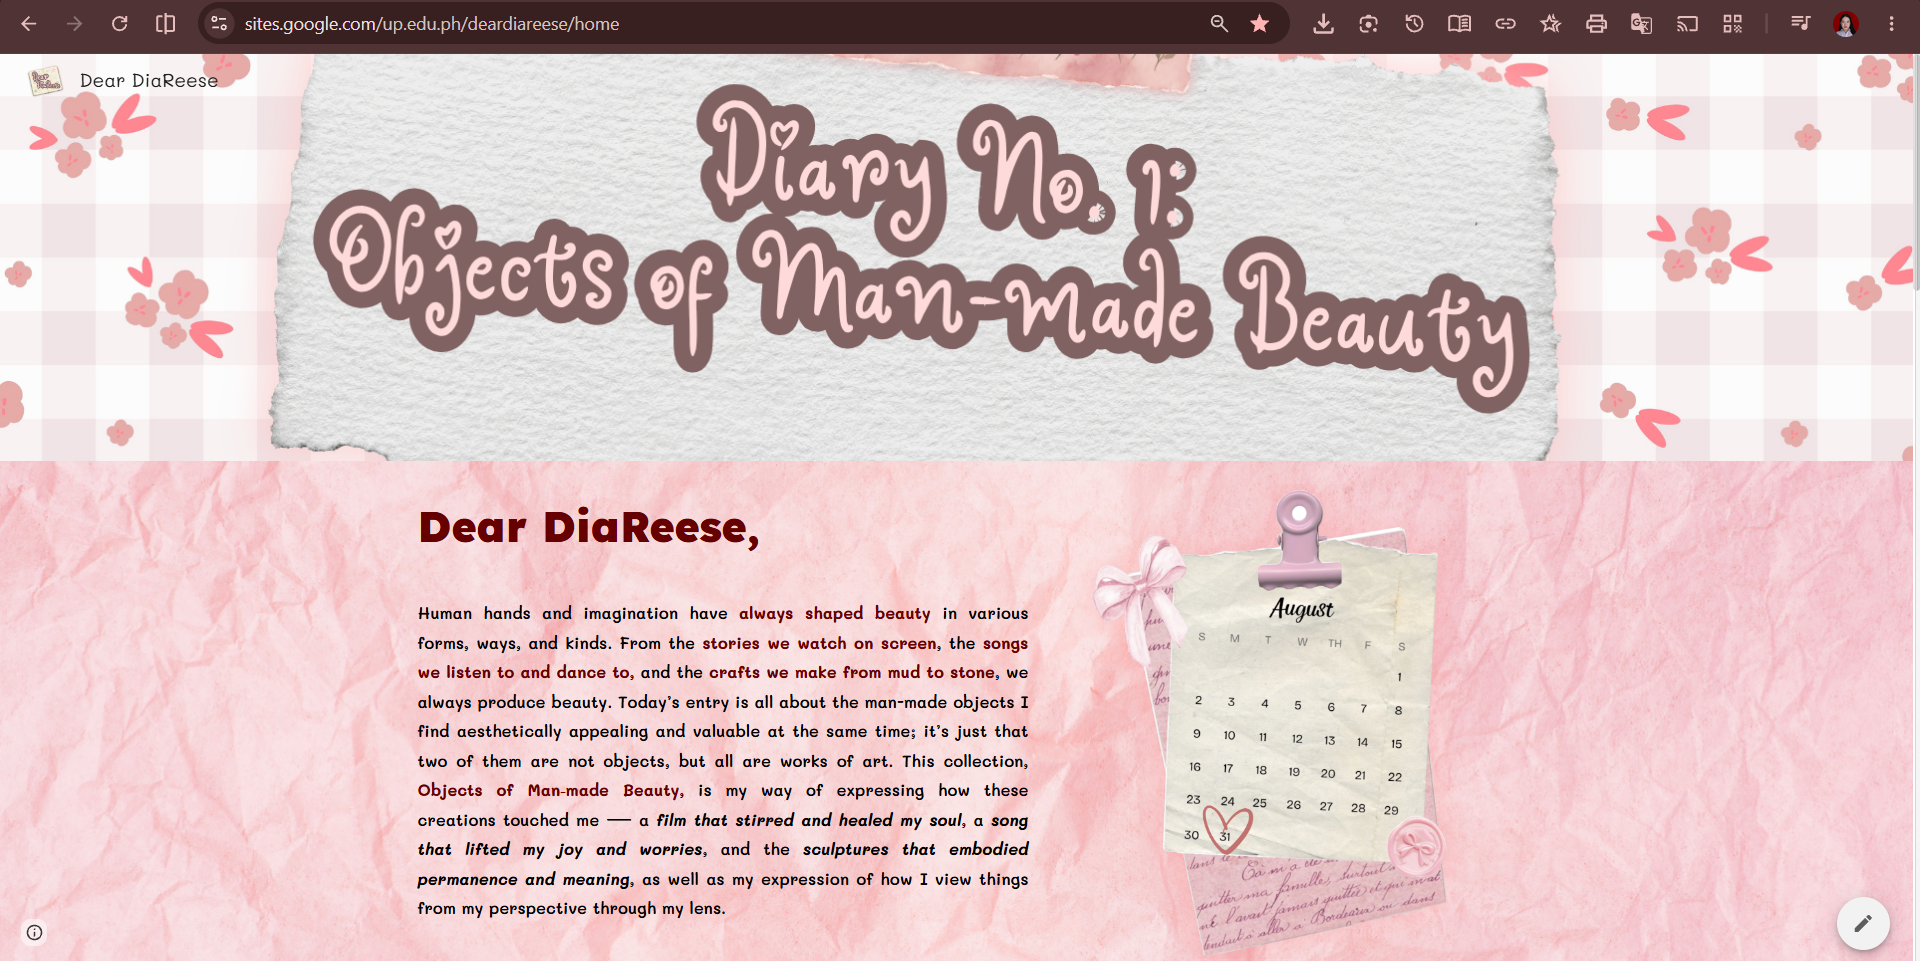 sites.google.com/up.edu.ph/deardiareese/home
Dear DiaReese
Diary No. 1:
Objects of Man-made Beauty
Dear DiaReese,
Human hands and imagination have always shaped beauty in various
forms, ways, and kinds. From the stories we watch on screen, the songs
we listen to and dance to, and the crafts we make from mud to stone, we
always produce beauty. Today's entry is all about the man-made objects I
find aesthetically appealing and valuable at the same time; it's just that
two of them are not objects, but all are works of art. This collection,
Objects of Man-made Beauty, is my way of expressing how these
creations touched me — a film that stirred and healed my soul, a song
that lifted my joy and worries, and the sculptures that embodied
permanence and meaning, as well as my expression of how I view things
from my perspective through my lens.
August
S M T W TH F S
1
2 3 4 5 6 7 8
9 10 11 12 13 14 15
16 17 18 19 20 21 22
23 24 25 26 27 28 29
30 31
quitter ma famille, surtout